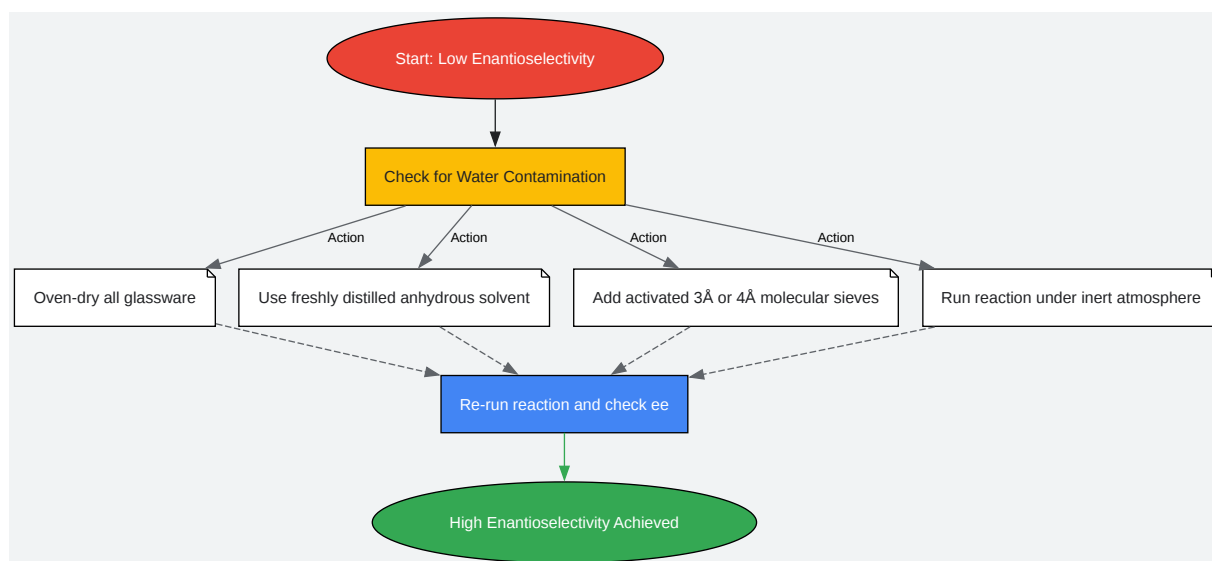 Start: Low Enantioselectivity
Check for Water Contamination
Action
Action
Action
Action
Oven-dry all glassware
Use freshly distilled anhydrous solvent
Add activated 3Å or 4Å molecular sieves
Run reaction under inert atmosphere
Re-run reaction and check ee
High Enantioselectivity Achieved